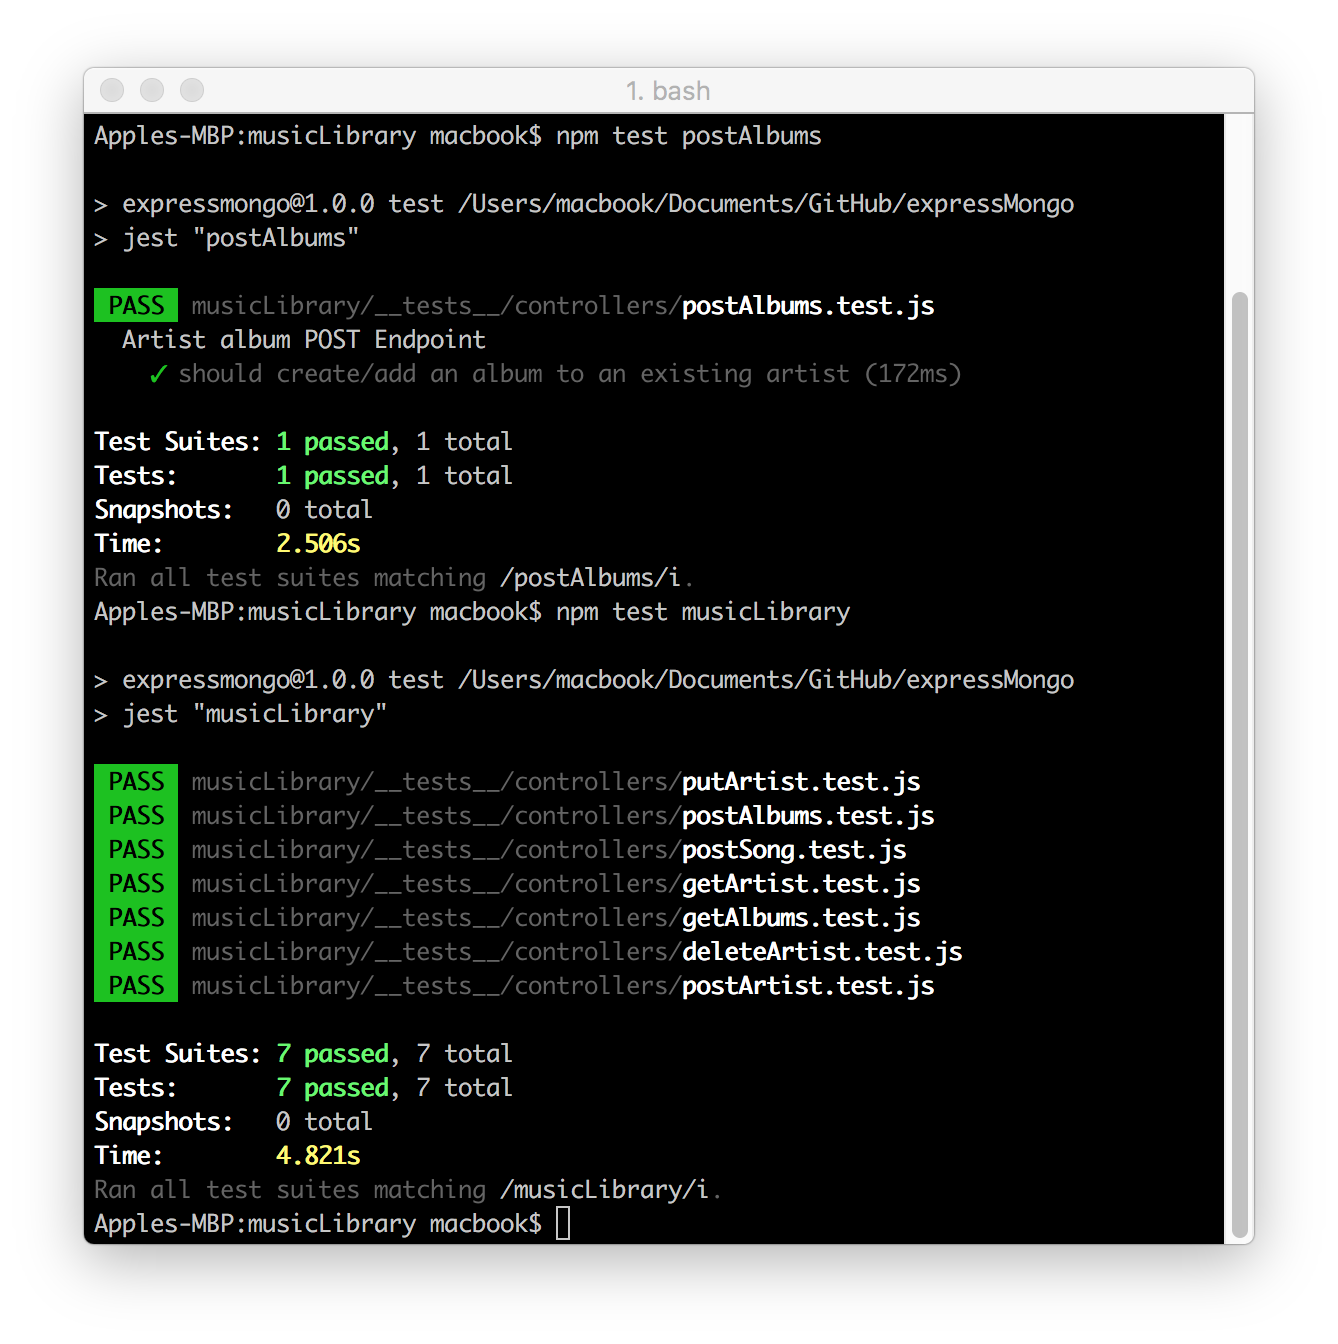 1. bash
Apples-MBP:musicLibrary macbook$ npm test postAlbums
> expressmongo@1.0.0 test /Users/macbook/Documents/GitHub/expressMongo
> jest "postAlbums"
PASS musicLibrary/__tests__/controllers/postAlbums.test.js
Artist album POST Endpoint
✓ should create/add an album to an existing artist (172ms)
Test Suites: 1 passed, 1 total
Tests: 1 passed, 1 total
Snapshots: 0 total
Time: 2.506s
Ran all test suites matching /postAlbums/i.
Apples-MBP:musicLibrary macbook$ npm test musicLibrary
> expressmongo@1.0.0 test /Users/macbook/Documents/GitHub/expressMongo
> jest "musicLibrary"
PASS musicLibrary/__tests__/controllers/putArtist.test.js
PASS musicLibrary/__tests__/controllers/postAlbums.test.js
PASS musicLibrary/__tests__/controllers/postSong.test.js
PASS musicLibrary/__tests__/controllers/getArtist.test.js
PASS musicLibrary/__tests__/controllers/getAlbums.test.js
PASS musicLibrary/__tests__/controllers/deleteArtist.test.js
PASS musicLibrary/__tests__/controllers/postArtist.test.js
Test Suites: 7 passed, 7 total
Tests: 7 passed, 7 total
Snapshots: 0 total
Time: 4.821s
Ran all test suites matching /musicLibrary/i.
Apples-MBP:musicLibrary macbook$